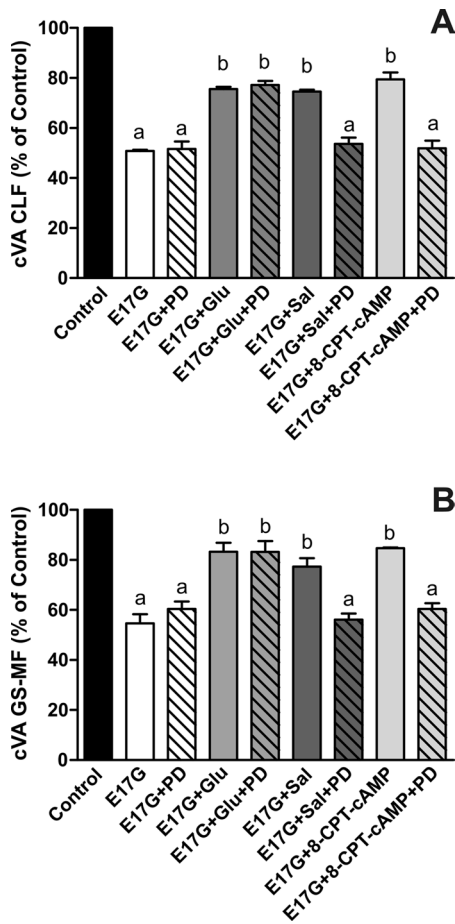 A
cVA CLF (% of Control)
100
80
60
40
20
0
a
a
b
b
b
a
b
a
Control
E17G
E17G+PD
E17G+Glu
E17G+Glu+PD
E17G+Sal
E17G+Sal+PD
E17G+8-CPT-cAMP
E17G+8-CPT-cAMP+PD
B
cVA GS-MF (% of Control)
100
80
60
40
20
0
a
a
b
b
b
a
b
a
Control
E17G
E17G+PD
E17G+Glu
E17G+Glu+PD
E17G+Sal
E17G+Sal+PD
E17G+8-CPT-cAMP
E17G+8-CPT-cAMP+PD